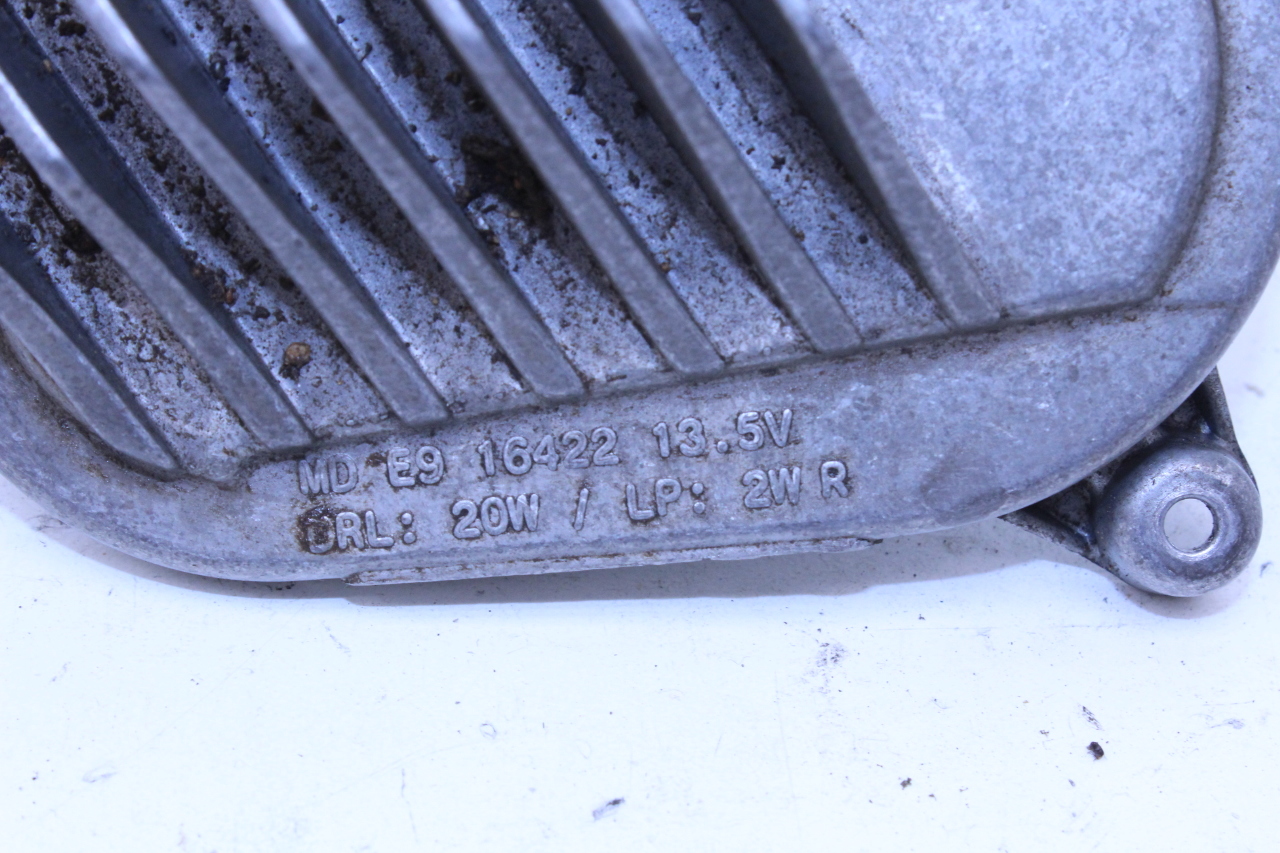 MD E9 16422 13.5V
DRL: 20W / LP: 2W R